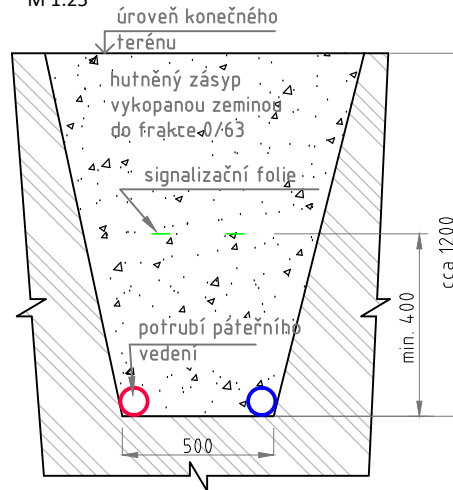 M 1:25
úroveň konečného
terénu
hutněný zásyp
vykopanou zeminou
do frakce 0/63
signalizační folie
cca 1200
min. 400
potrubí páteřního
vedení
500